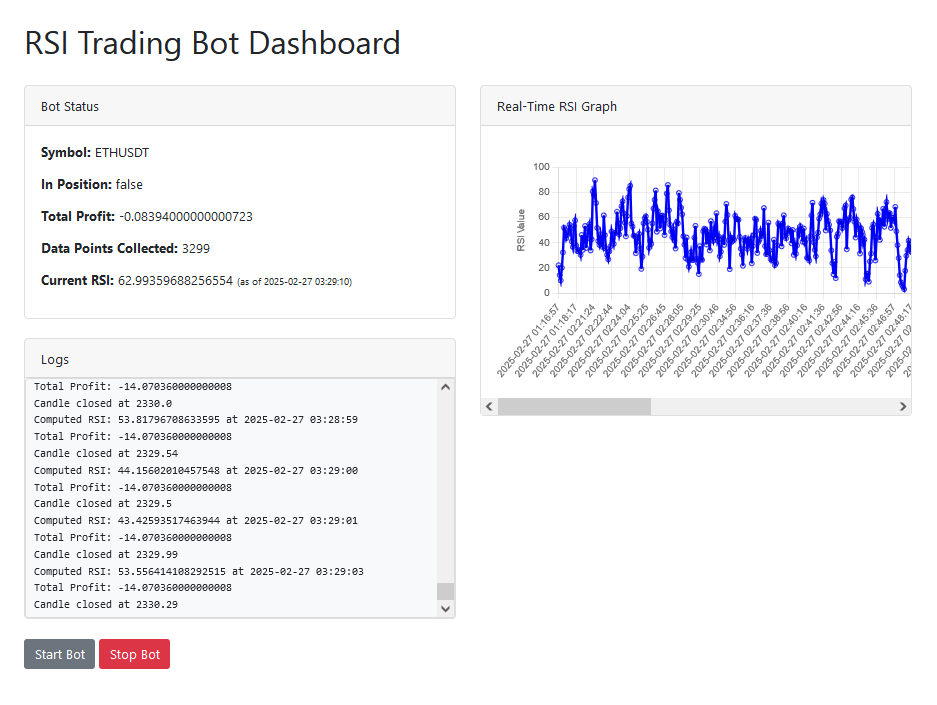 RSI Trading Bot Dashboard
Bot Status
Symbol: ETHUSDT
In Position: false
Total Profit: -0.08394000000000723
Data Points Collected: 3299
Current RSI: 62.99359688256554 (as of 2025-02-27 03:29:10)
Logs
Total Profit: -14.070360000000008
Candle closed at 2330.0
Computed RSI: 53.81796708633595 at 2025-02-27 03:28:59
Total Profit: -14.070360000000008
Candle closed at 2329.54
Computed RSI: 44.15602010457548 at 2025-02-27 03:29:00
Total Profit: -14.070360000000008
Candle closed at 2329.5
Computed RSI: 43.42593517463944 at 2025-02-27 03:29:01
Total Profit: -14.070360000000008
Candle closed at 2329.99
Computed RSI: 53.556414108292515 at 2025-02-27 03:29:03
Total Profit: -14.070360000000008
Candle closed at 2330.29
Start Bot
Stop Bot
Real-Time RSI Graph
RSI Value
100
80
60
40
20
0
2025-02-27 01:16:57
2025-02-27 01:18:17
2025-02-27 02:21:24
2025-02-27 02:22:44
2025-02-27 02:24:04
2025-02-27 02:25:25
2025-02-27 02:26:45
2025-02-27 02:28:05
2025-02-27 02:29:25
2025-02-27 02:30:46
2025-02-27 02:34:56
2025-02-27 02:36:16
2025-02-27 02:37:36
2025-02-27 02:38:56
2025-02-27 02:40:16
2025-02-27 02:41:36
2025-02-27 02:42:56
2025-02-27 02:44:16
2025-02-27 02:45:36
2025-02-27 02:46:57
2025-02-27 02:48:17